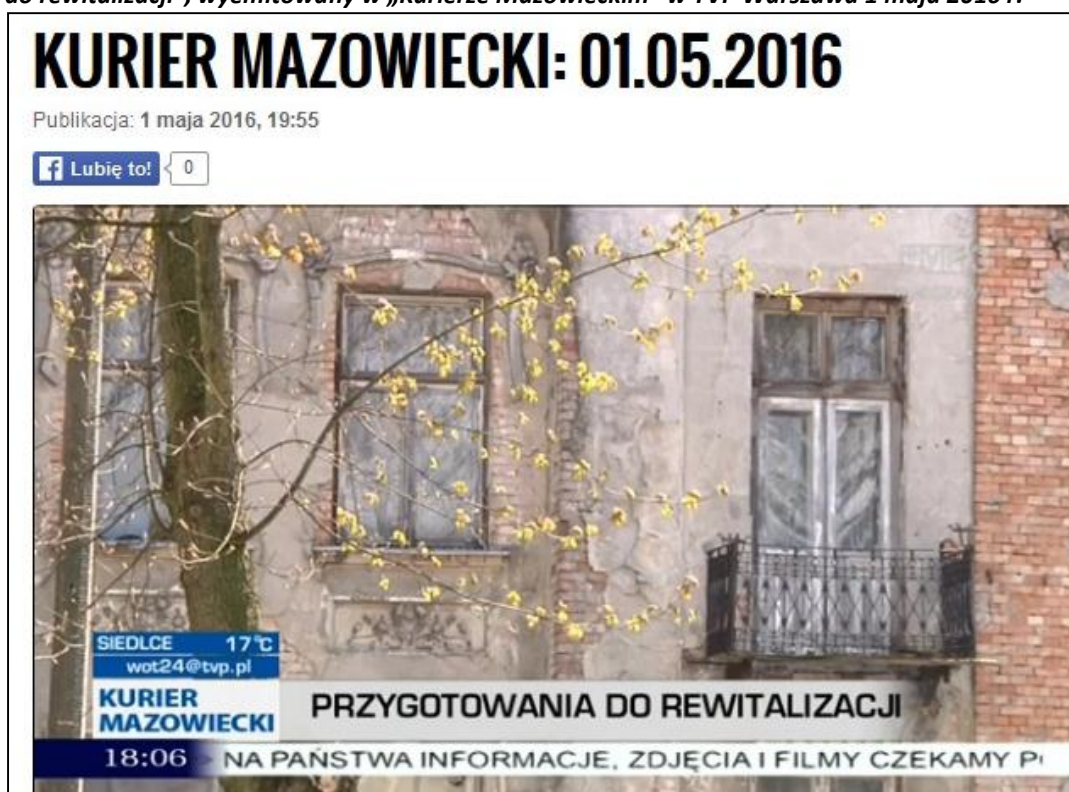 do rewitalizacji", wyemitowany w „Kurierze Mazowieckim" w TVP Warszawa 1 maja 2016 r.
KURIER MAZOWIECKI: 01.05.2016
Publikacja: 1 maja 2016, 19:55
Lubię to! 0
SIEDLCE 17°C
wot24@tvp.pl
KURIER
MAZOWIECKI
PRZYGOTOWANIA DO REWITALIZACJI
18:06 NA PAŃSTWA INFORMACJE, ZDJĘCIA I FILMY CZEKAMY